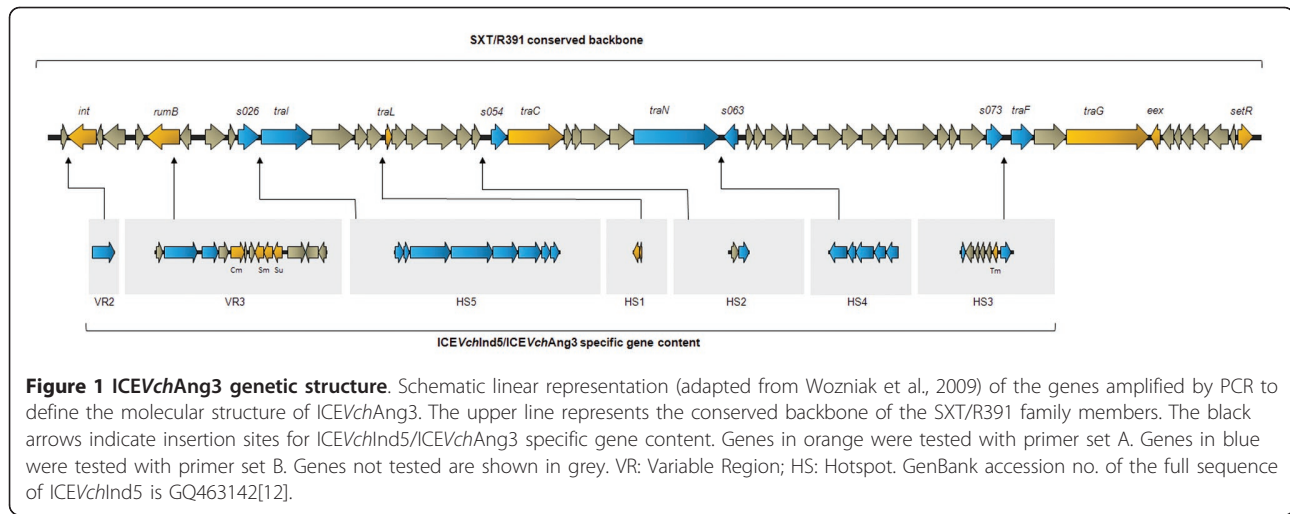 SXT/R391 conserved backbone
int rumB s026 traI traL s054 traC traN s063 s073 traF traG eex setR
Cm Sm Su Tm
VR2 VR3 HS5 HS1 HS2 HS4 HS3
ICEVchInd5/ICEVchAng3 specific gene content
Figure 1 ICEVchAng3 genetic structure. Schematic linear representation (adapted from Wozniak et al., 2009) of the genes amplified by PCR to
define the molecular structure of ICEVchAng3. The upper line represents the conserved backbone of the SXT/R391 family members. The black
arrows indicate insertion sites for ICEVchInd5/ICEVchAng3 specific gene content. Genes in orange were tested with primer set A. Genes in blue
were tested with primer set B. Genes not tested are shown in grey. VR: Variable Region; HS: Hotspot. GenBank accession no. of the full sequence
of ICEVchInd5 is GQ463142[12].